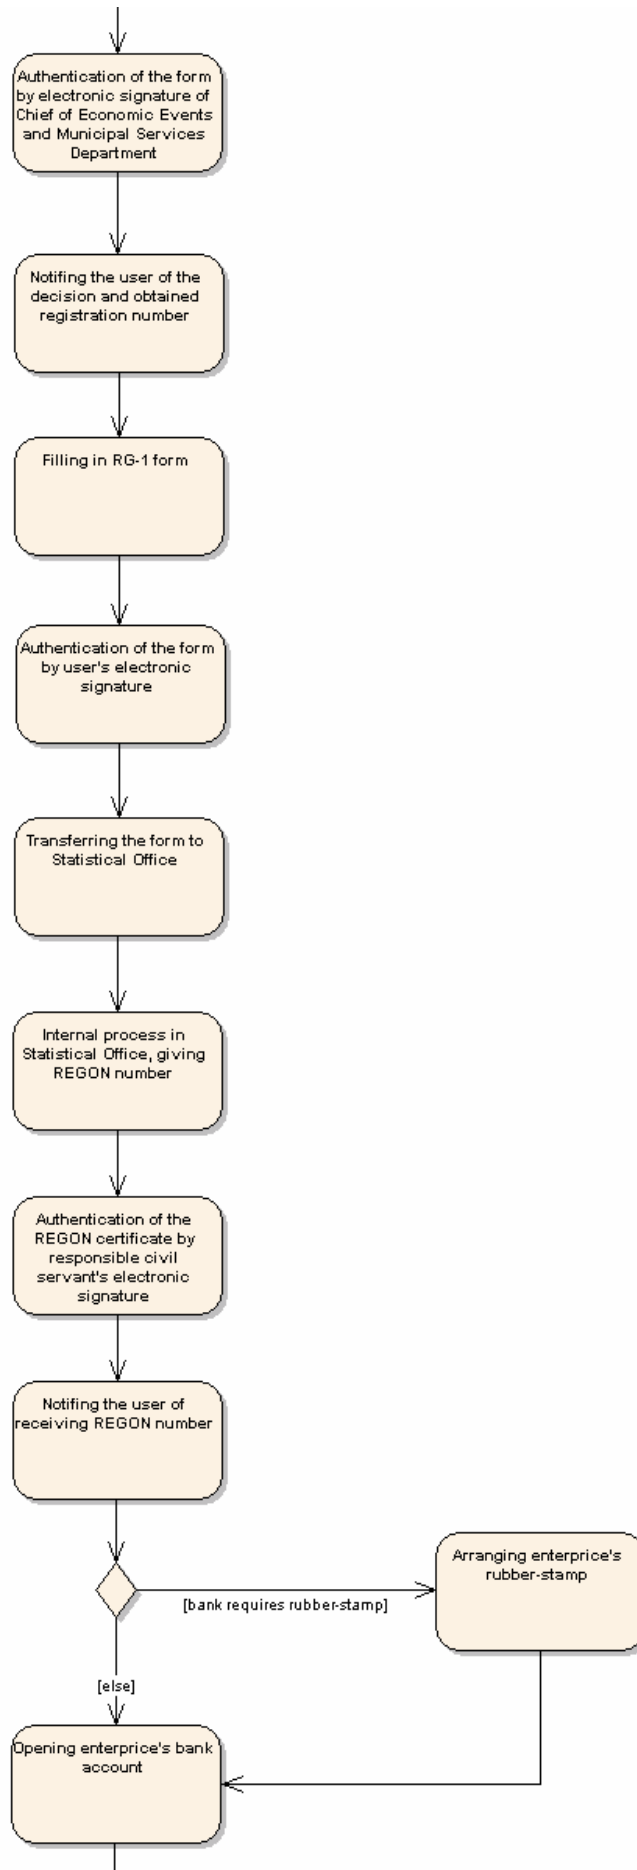 Authentication of the form
by electronic signature of
Chief of Economic Events
and Municipal Services
Department
Notifing the user of the
decision and obtained
registration number
Filling in RG-1 form
Authentication of the form
by user's electronic
signature
Transferring the form to
Statistical Office
Internal process in
Statistical Office, giving
REGON number
Authentication of the
REGON certificate by
responsible civil
servant's electronic
signature
Notifing the user of
receiving REGON number
Arranging enterprice's
rubber-stamp
[bank requires rubber-stamp]
[else]
Opening enterprice's bank
account